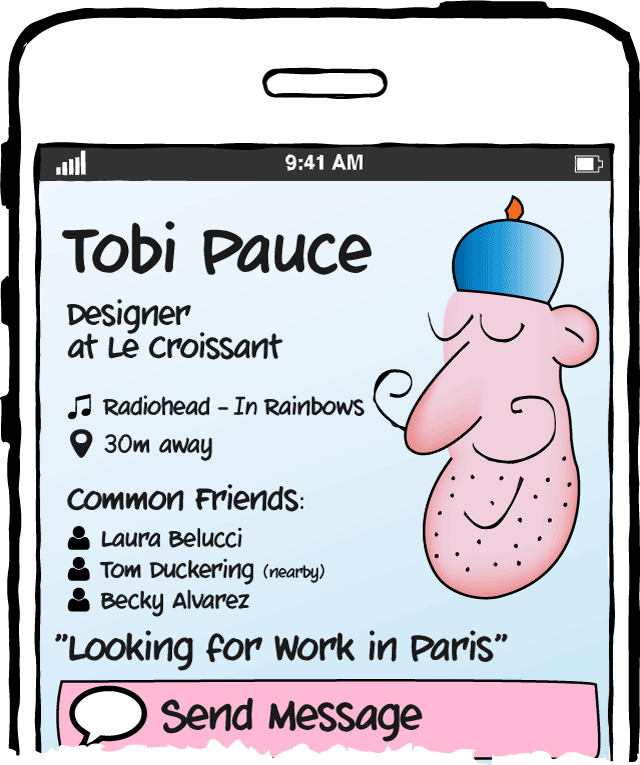 9:41 AM
Tobi Pauce
Designer
at Le Croissant
Radiohead - In Rainbows
30m away
Common Friends:
Laura Belucci
Tom Duckering (nearby)
Becky Alvarez
"Looking for Work in Paris"
Send Message